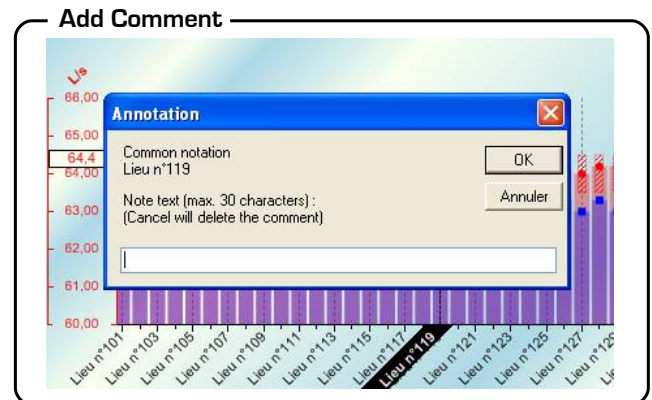 Add Comment
L/s
66,00
65,00
64,4
64,00
63,00
62,00
61,00
60,00
Annotation
Common notation
Lieu n°119
Note text (max. 30 characters) :
(Cancel will delete the comment)
OK
Annuler
Lieu n°101
Lieu n°103
Lieu n°105
Lieu n°107
Lieu n°109
Lieu n°111
Lieu n°113
Lieu n°115
Lieu n°117
Lieu n°119
Lieu n°121
Lieu n°123
Lieu n°125
Lieu n°127